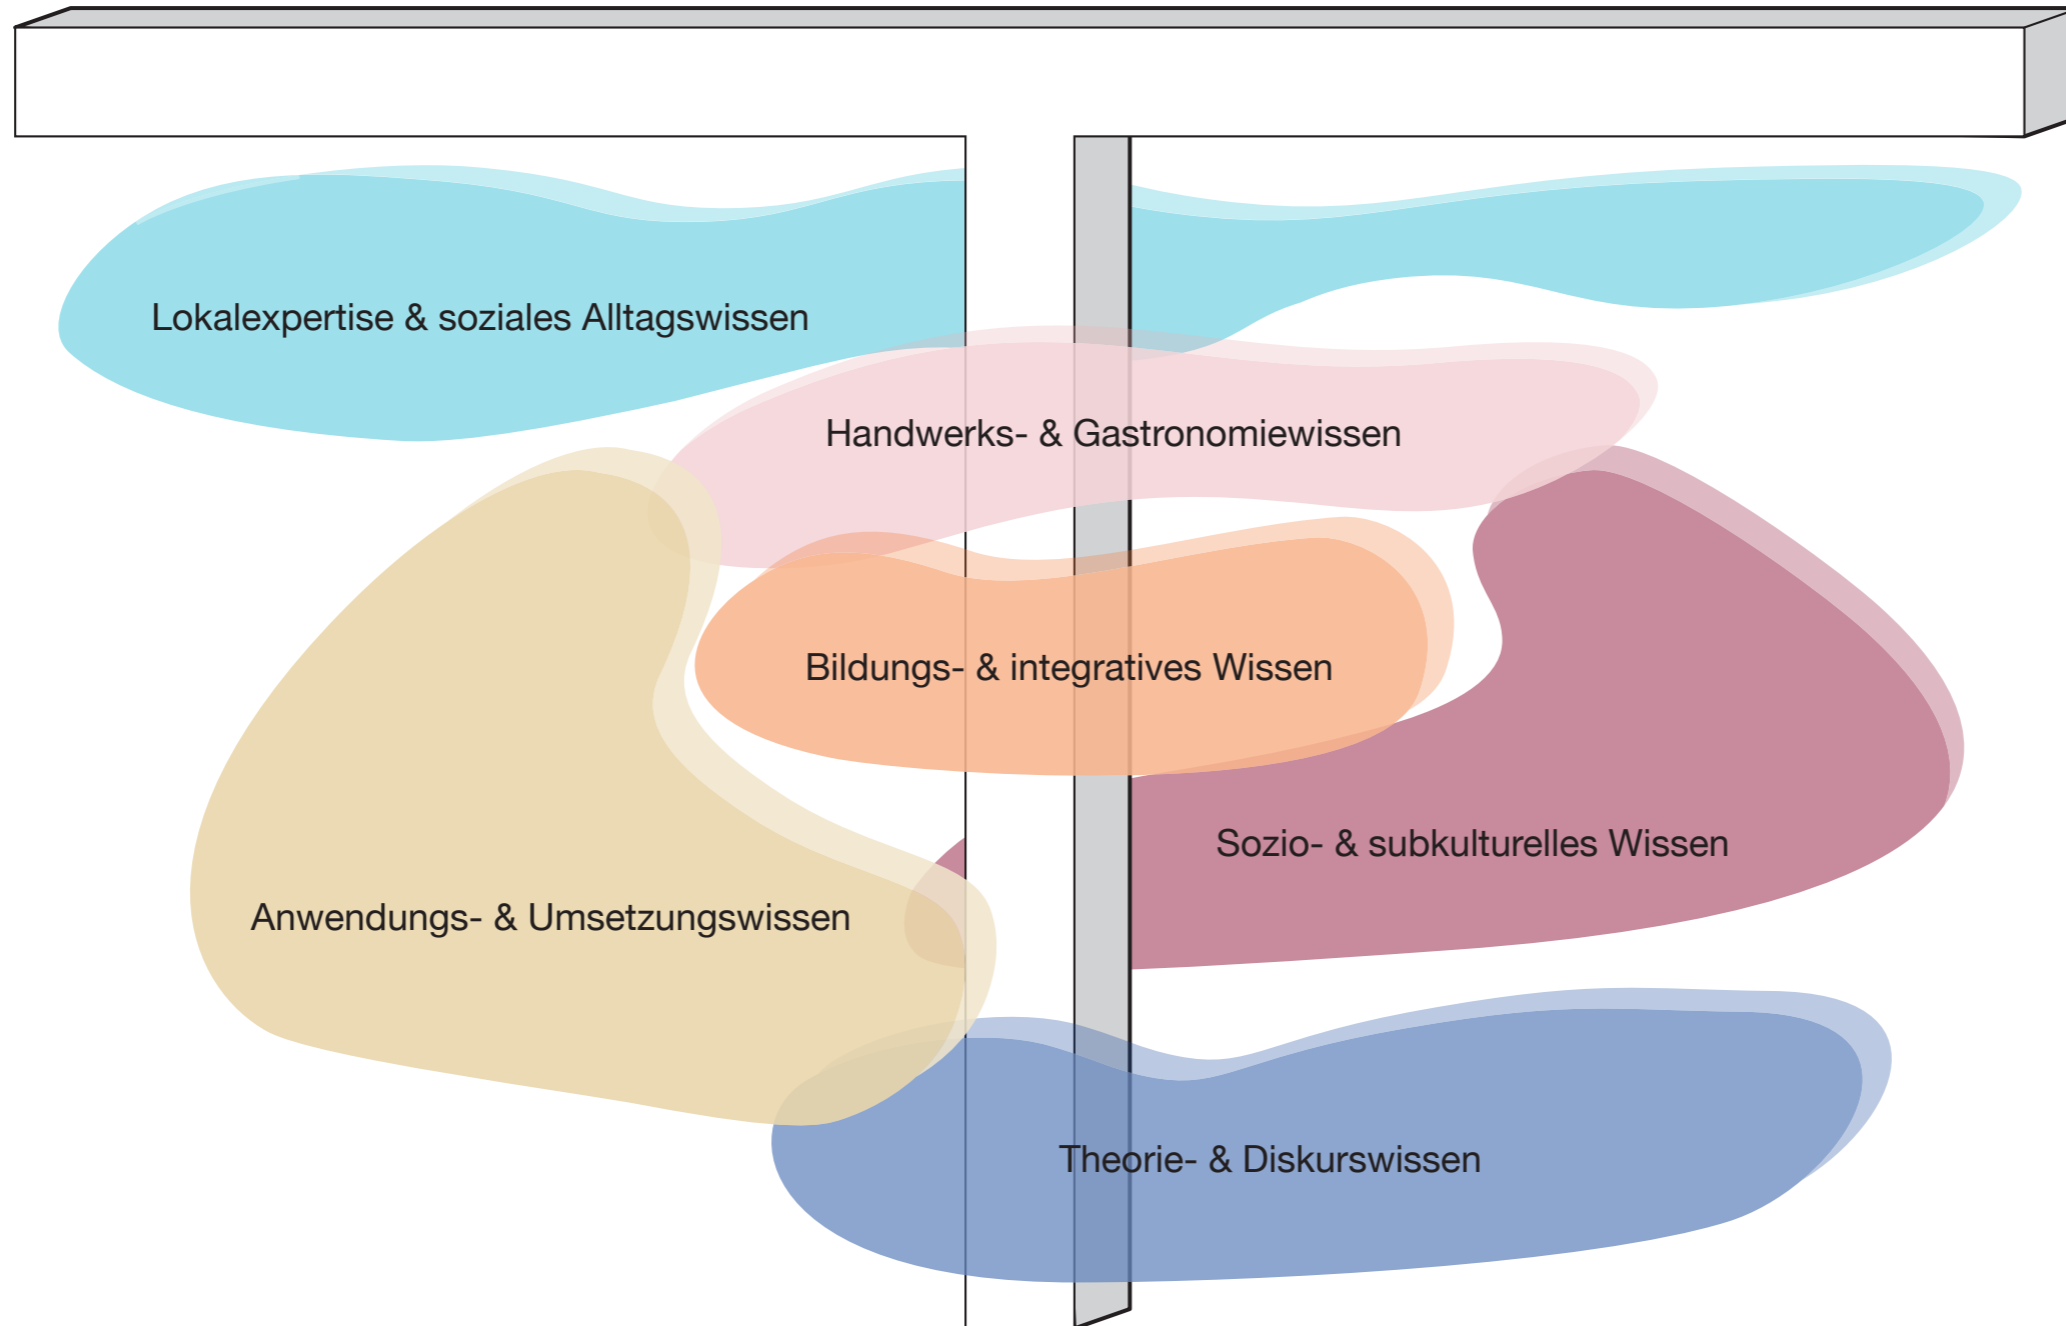 Lokalexpertise & soziales Alltagswissen
Handwerks- & Gastronomiewissen
Bildungs- & integratives Wissen
Sozio- & subkulturelles Wissen
Anwendungs- & Umsetzungswissen
Theorie- & Diskurswissen